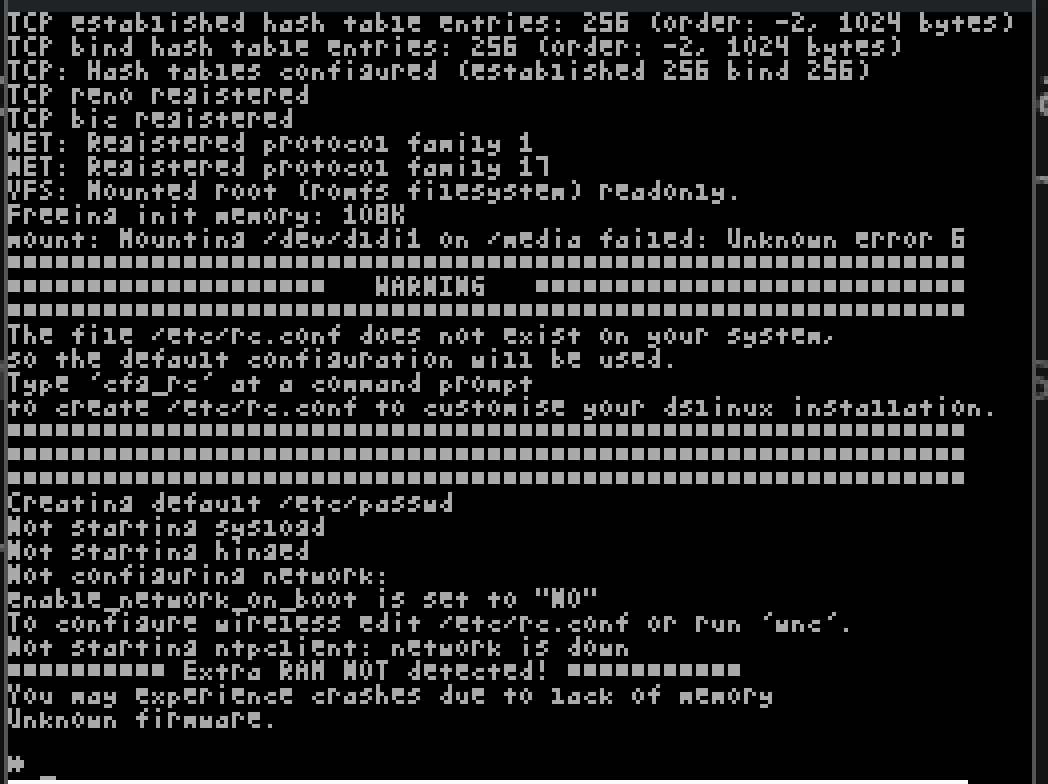 TCP established hash table entries: 256 (order: -2, 1024 bytes)
TCP bind hash table entries: 256 (order: -2, 1024 bytes)
TCP: Hash tables configured (established 256 bind 256)
TCP reno registered
TCP bic registered
NET: Registered protocol family 1
NET: Registered protocol family 17
VFS: Mounted root (romfs filesystem) readonly.
Freeing init memory: 108K
mount: Mounting /dev/dldi1 on /media failed: Unknown error 6
■■■■■■■■■■■■■■■■■■■■■■■■■■■■■■■■■■■■■■■■■■■■■■■■■■■■■■■■■■■■
■■■■■■■■■■■■■■■■■■■■   WARNING   ■■■■■■■■■■■■■■■■■■■■■■■■■■■
■■■■■■■■■■■■■■■■■■■■■■■■■■■■■■■■■■■■■■■■■■■■■■■■■■■■■■■■■■■■
The file /etc/rc.conf does not exist on your system,
so the default configuration will be used.
Type 'cfg_rc' at a command prompt
to create /etc/rc.conf to customise your dslinux installation.
■■■■■■■■■■■■■■■■■■■■■■■■■■■■■■■■■■■■■■■■■■■■■■■■■■■■■■■■■■■■
■■■■■■■■■■■■■■■■■■■■■■■■■■■■■■■■■■■■■■■■■■■■■■■■■■■■■■■■■■■■
■■■■■■■■■■■■■■■■■■■■■■■■■■■■■■■■■■■■■■■■■■■■■■■■■■■■■■■■■■■■
Creating default /etc/passwd
Not starting sysload
Not starting hinged
Not configuring network:
enable_network_on_boot is set to "NO"
To configure wireless edit /etc/rc.conf or run 'wnc'.
Not starting ntpclient: network is down
■■■■■■■■■■ Extra RAM NOT detected! ■■■■■■■■■■■
You may experience crashes due to lack of memory
Unknown firmware.
#